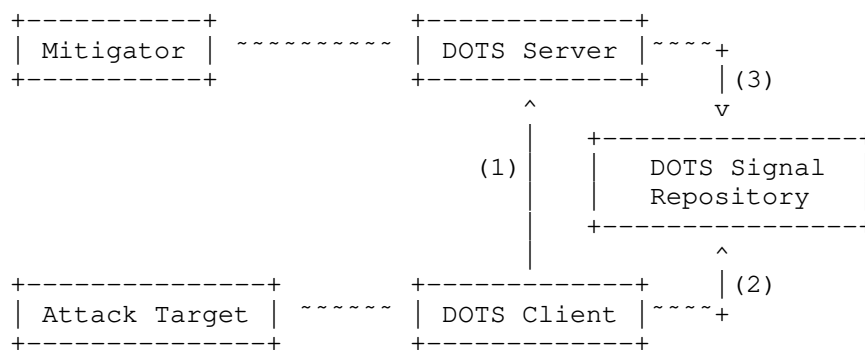 Mitigator DOTS Server
(3)
(1) DOTS Signal
Repository
(2)
Attack Target DOTS Client